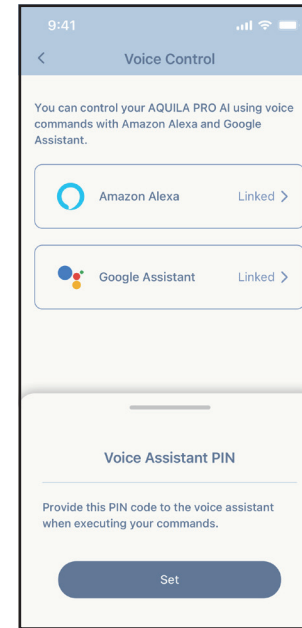 9:41
Voice Control
You can control your AQUILA PRO AI using voice
commands with Amazon Alexa and Google
Assistant.
Amazon Alexa Linked
Google Assistant Linked
Voice Assistant PIN
Provide this PIN code to the voice assistant
when executing your commands.
Set